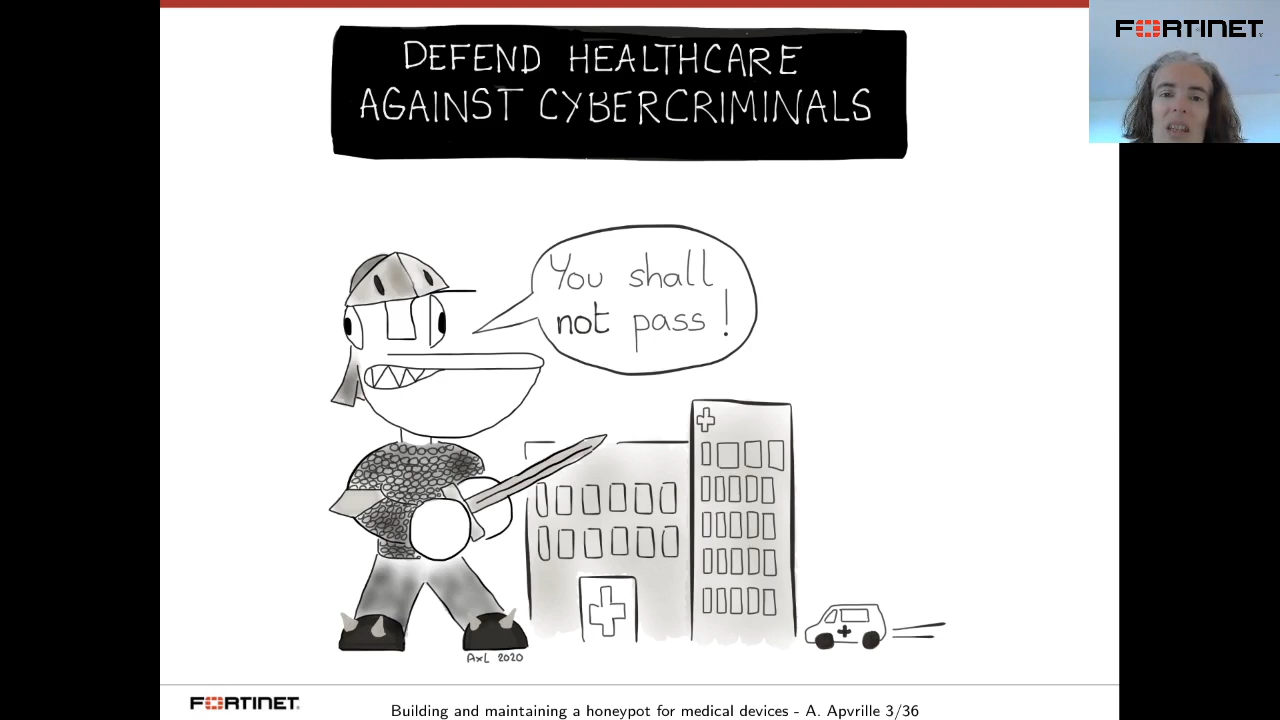 DEFEND HEALTHCARE
AGAINST CYBERCRIMINALS
FORTINET
You shall
not pass!
AxL 2020
FORTINET
Building and maintaining a honeypot for medical devices - A. Apvrille 3/36